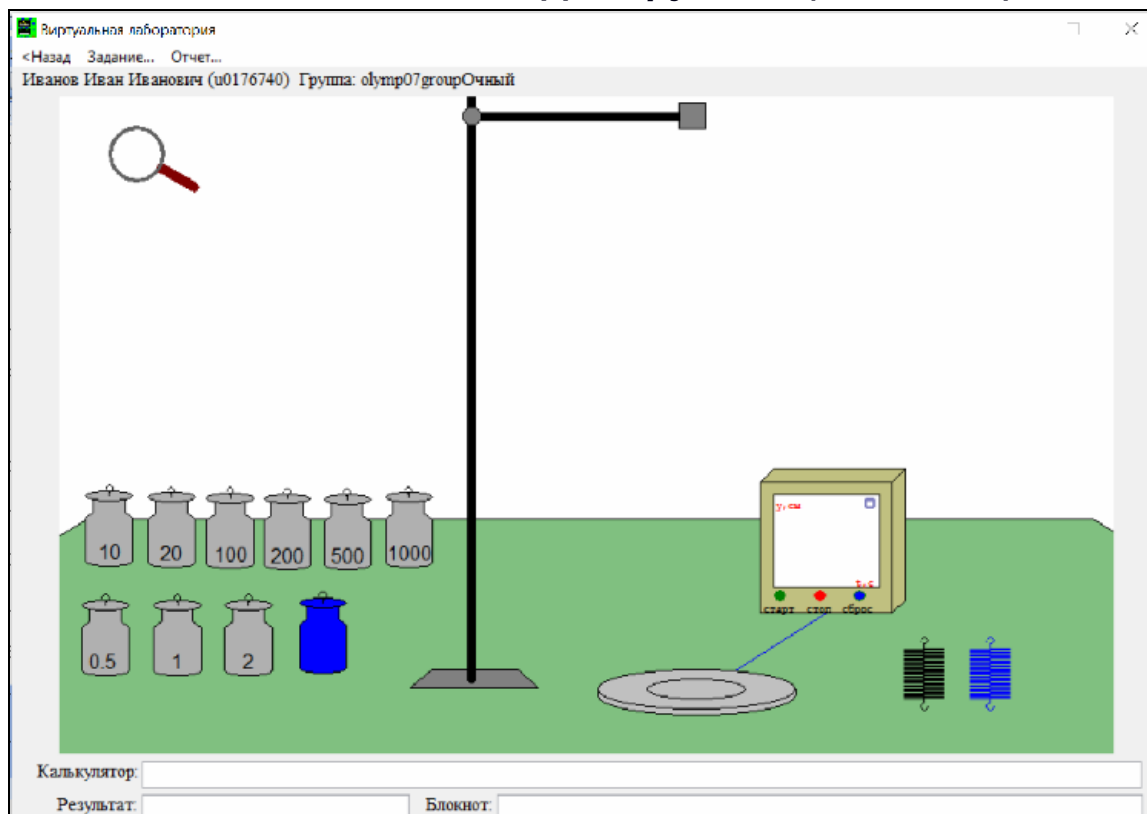 Виртуальная лаборатория
<Назад Задание... Отчет...
Иванов Иван Иванович (u0176740) Группа: olymp07groupОчный
y,см
10 20 100 200 500 1000
t,с
старт стоп сброс
0.5 1 2
Калькулятор:
Результат: Блокнот: